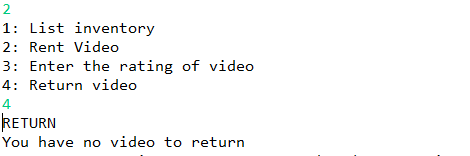 2
1: List inventory
2: Rent Video
3: Enter the rating of video
4: Return video
4
RETURN
You have no video to return